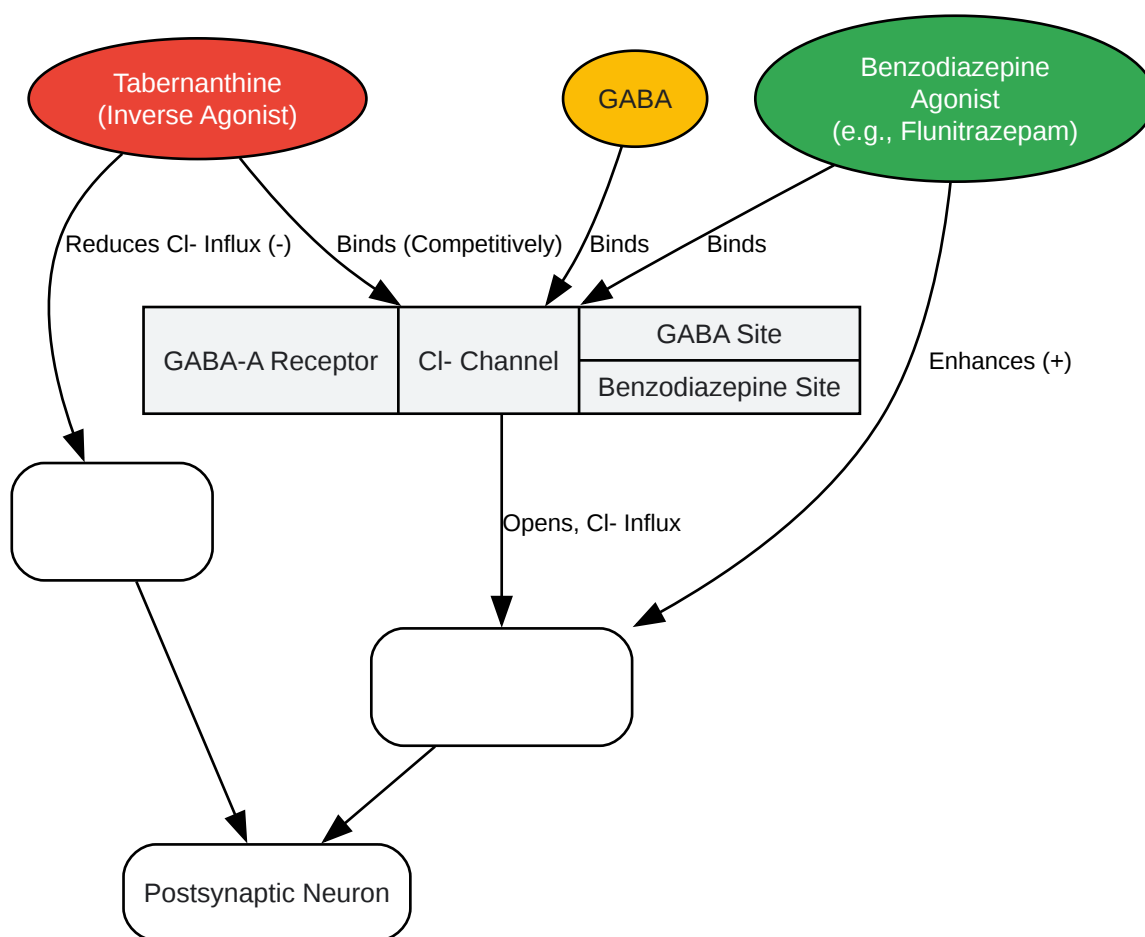 Tabernanthine
(Inverse Agonist)
GABA
Benzodiazepine
Agonist
(e.g., Flunitrazepam)
Reduces Cl- Influx (-)
Binds (Competitively)
Binds
Binds
GABA-A Receptor
Cl- Channel
GABA Site
Benzodiazepine Site
Enhances (+)
Opens, Cl- Influx
Postsynaptic Neuron